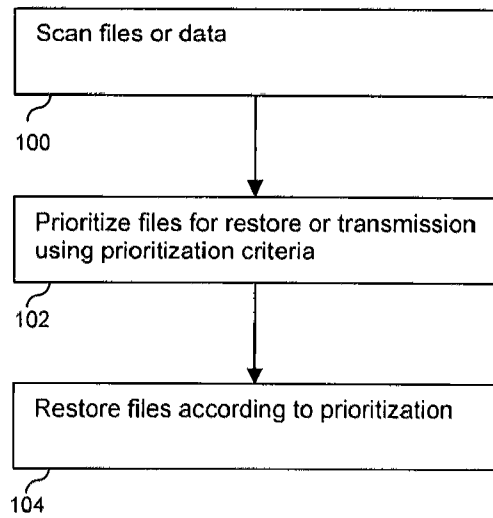 Scan files or data
100
Prioritize files for restore or transmission
using prioritization criteria
102
Restore files according to prioritization
104